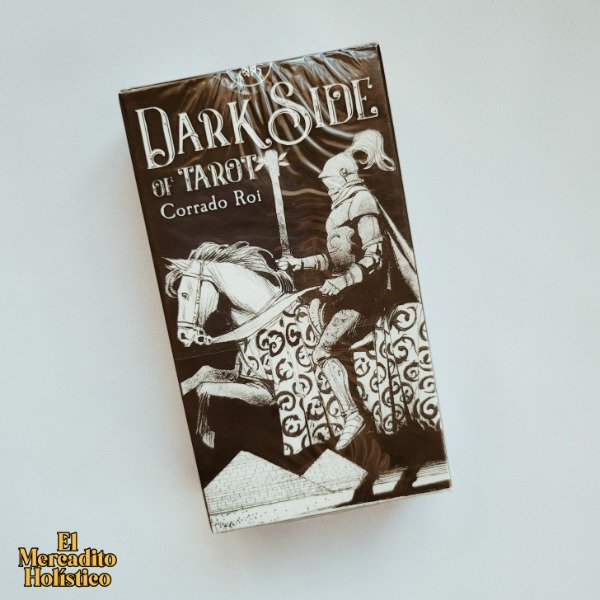 DARK SIDE
OF TAROT
Corrado Roi
El
Mercadito
Holístico